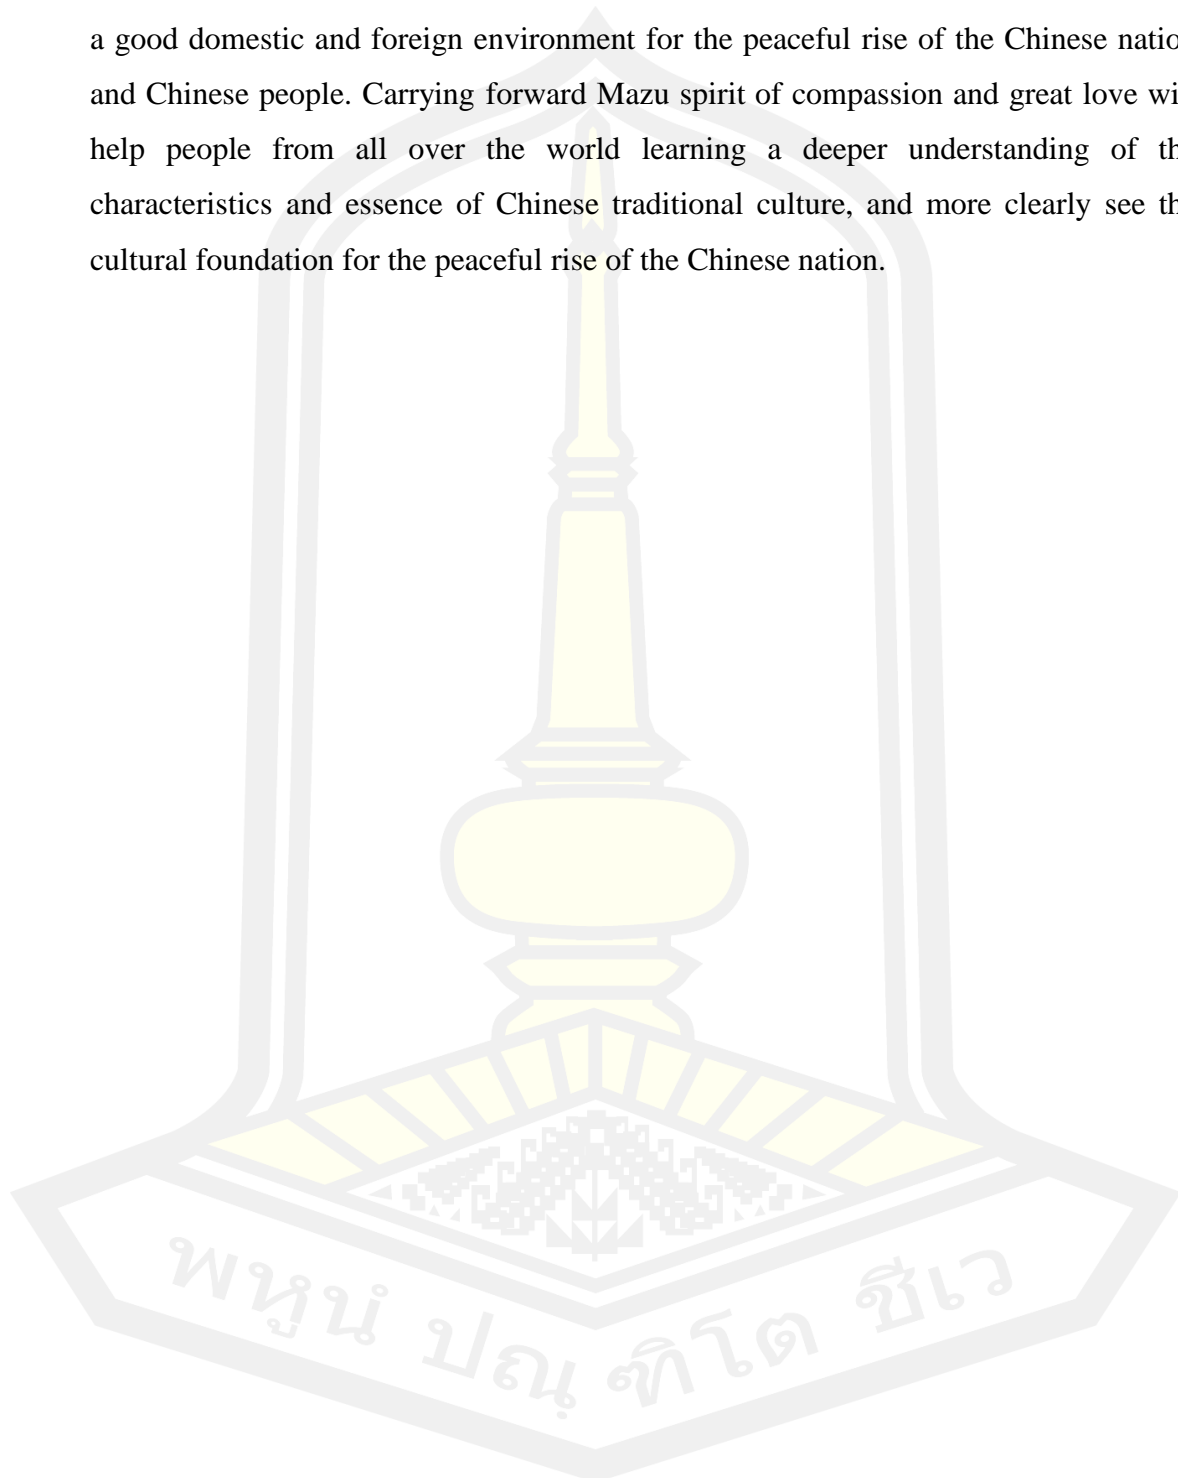 a good domestic and foreign environment for the peaceful rise of the Chinese natio
and Chinese people. Carrying forward Mazu spirit of compassion and great love wi
help people from all over the world learning a deeper understanding of th
characteristics and essence of Chinese traditional culture, and more clearly see th
cultural foundation for the peaceful rise of the Chinese nation.
พหูนํ ปณฺ ฑิโต ชีเว